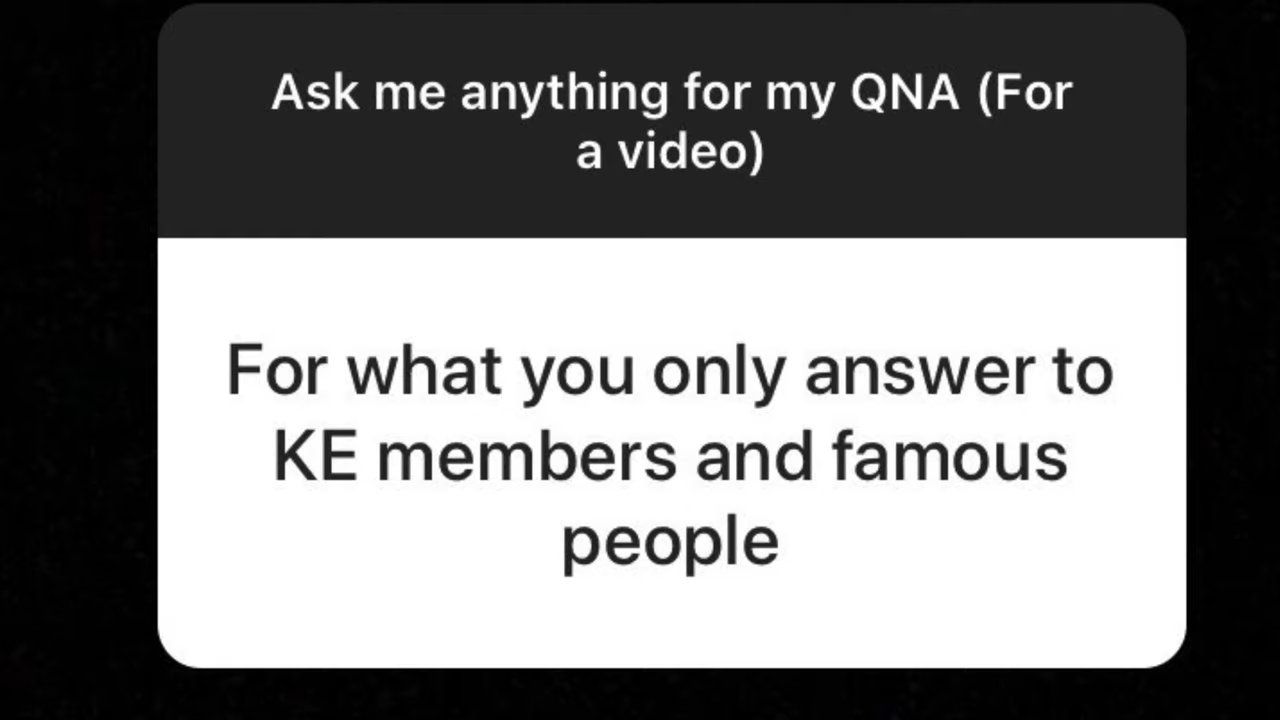 Ask me anything for my QNA (For
a video)
For what you only answer to
KE members and famous
people